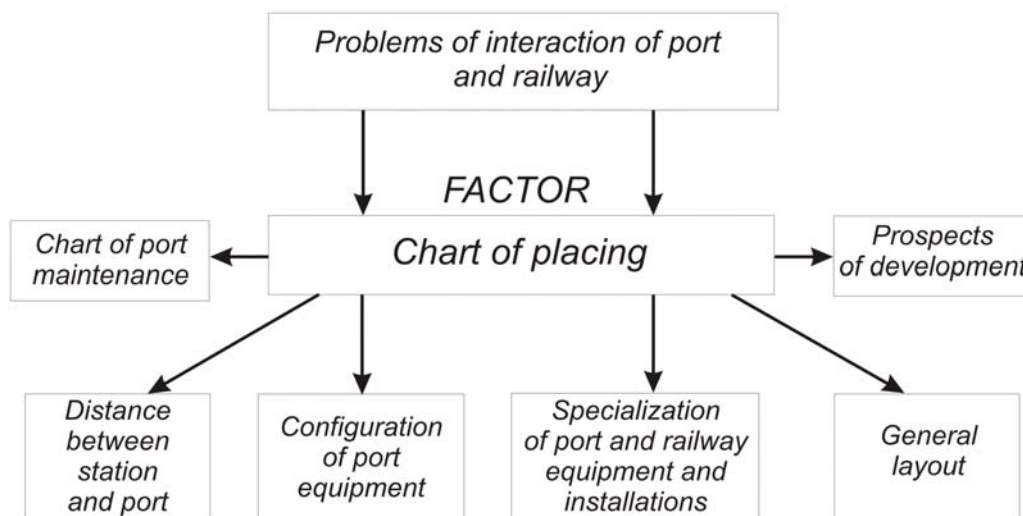 Problems of interaction of port
and railway
FACTOR
Chart of placing
Chart of port
maintenance
Prospects
of development
Distance
between
station
and port
Configuration
of port
equipment
Specialization
of port and railway
equipment and
installations
General
layout